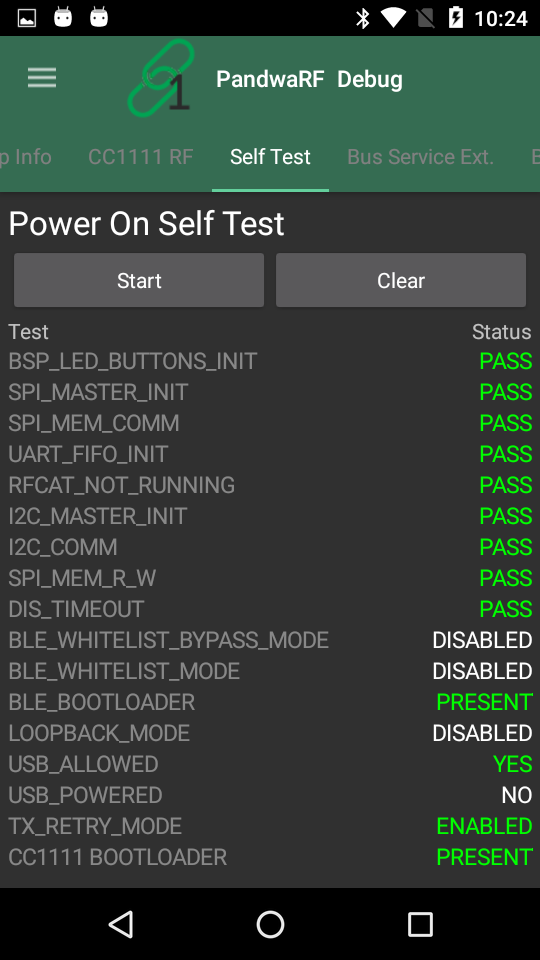 10:24
1
PandwaRF Debug
p Info CC1111 RF Self Test Bus Service Ext.
Power On Self Test
Start Clear
Test Status
BSP_LED_BUTTONS_INIT PASS
SPI_MASTER_INIT PASS
SPI_MEM_COMM PASS
UART_FIFO_INIT PASS
RFCAT_NOT_RUNNING PASS
I2C_MASTER_INIT PASS
I2C_COMM PASS
SPI_MEM_R_W PASS
DIS_TIMEOUT PASS
BLE_WHITELIST_BYPASS_MODE DISABLED
BLE_WHITELIST_MODE DISABLED
BLE_BOOTLOADER PRESENT
LOOPBACK_MODE DISABLED
USB_ALLOWED YES
USB_POWERED NO
TX_RETRY_MODE ENABLED
CC1111 BOOTLOADER PRESENT